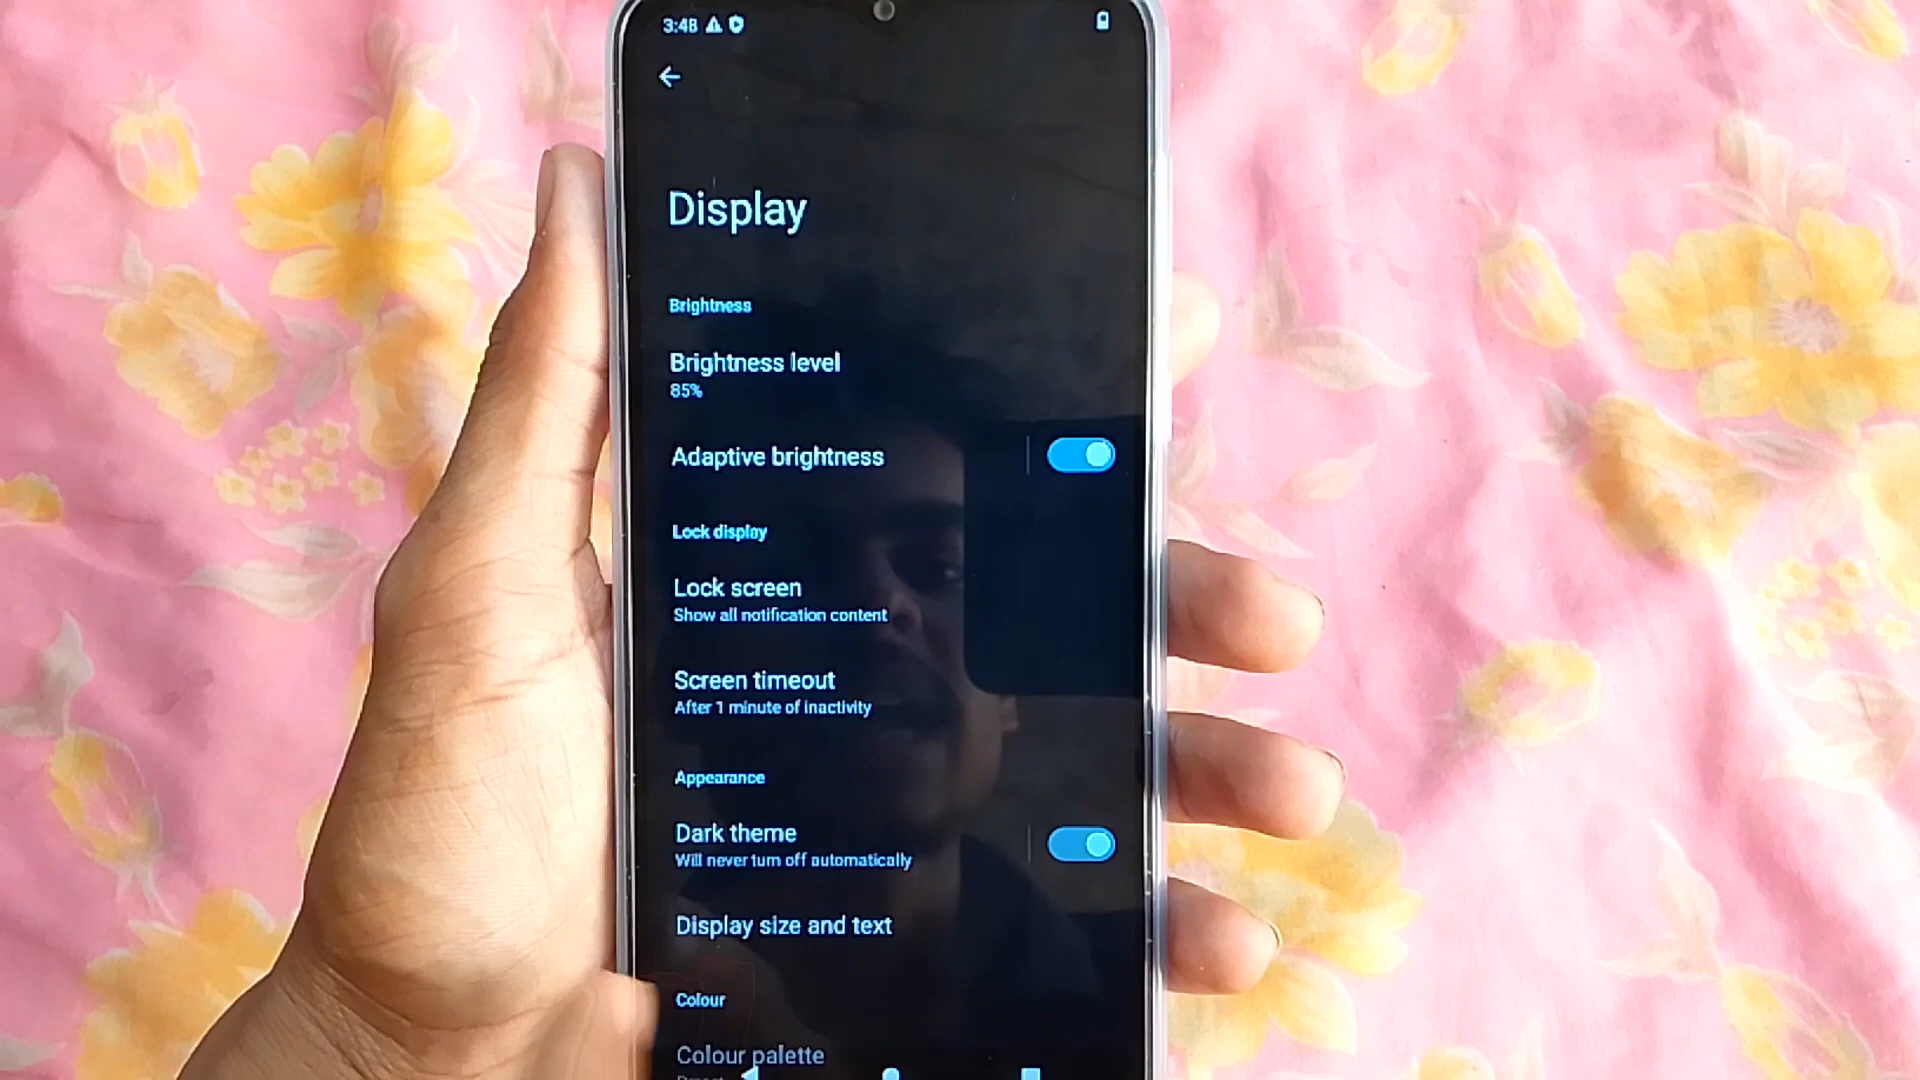 3:48
Display
Brightness
Brightness level
85%
Adaptive brightness
Lock display
Lock screen
Show all notification content
Screen timeout
After 1 minute of inactivity
Appearance
Dark theme
Will never turn off automatically
Display size and text
Colour
Colour palette